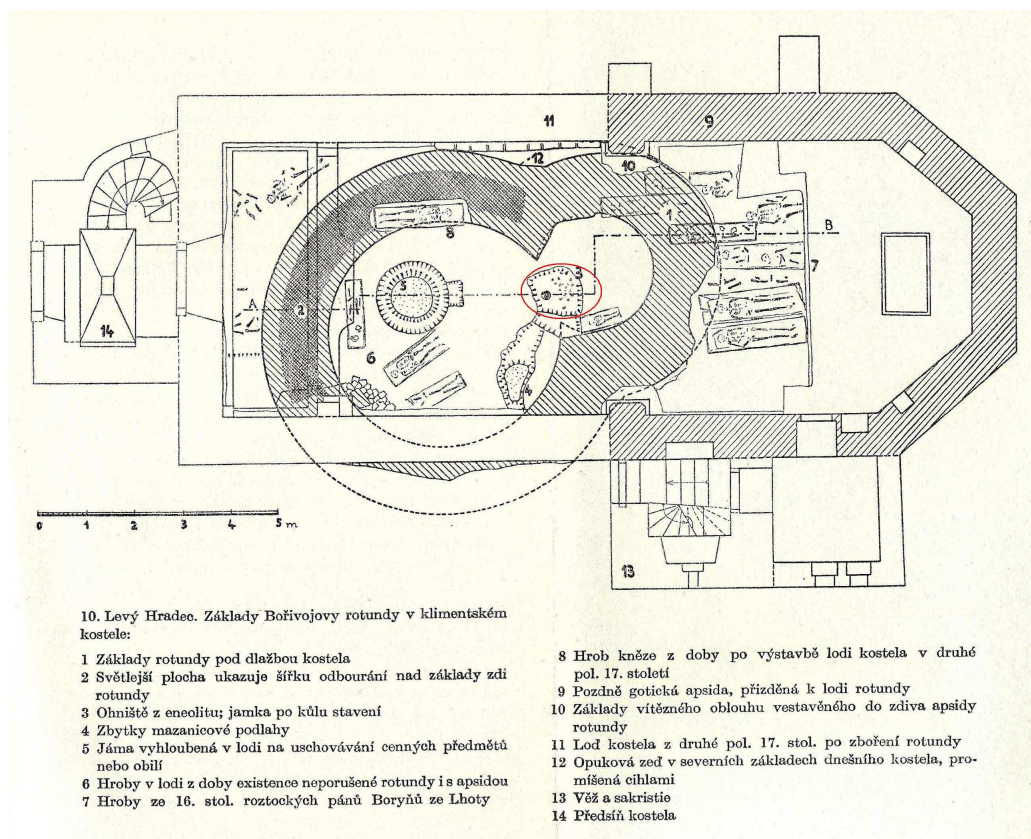 11
9
12
10
1
8
3
B
5
7
A
2
14
6
4
0 1 2 3 4 5 m
13
10. Levý Hradec. Základy Bořivojovy rotundy v klimentském
kostele:
1 Základy rotundy pod dlažbou kostela
2 Světlejší plocha ukazuje šířku odbourání nad základy zdi
rotundy
3 Ohniště z eneolitu; jamka po kůlu stavení
4 Zbytky mazanicové podlahy
5 Jáma vyhloubená v lodi na uschovávání cenných předmětů
nebo obilí
6 Hroby v lodi z doby existence neporušené rotundy i s apsidou
7 Hroby ze 16. stol. roztockých pánů Boryňů ze Lhoty
8 Hrob kněze z doby po výstavbě lodi kostela v druhé
pol. 17. století
9 Pozdně gotická apsida, přizděná k lodi rotundy
10 Základy vítězného oblouhu vestavěného do zdiva apsidy
rotundy
11 Loď kostela z druhé pol. 17. stol. po zboření rotundy
12 Opuková zeď v severních základech dnešního kostela, pro-
míšená cihlami
13 Věž a sakristie
14 Předsíň kostela